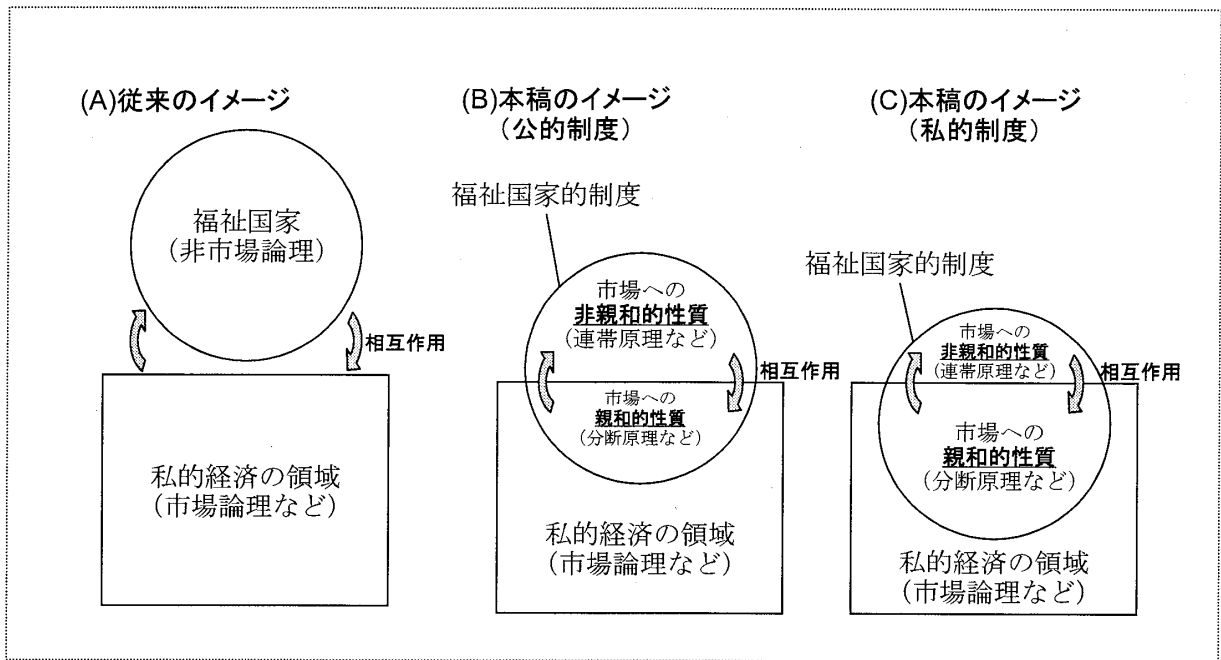 (A)従来のイメージ
福祉国家
(非市場論理)
相互作用
私的経済の領域
(市場論理など)
(B)本稿のイメージ
(公的制度)
福祉国家的制度
市場への
非親和的性質
(連帯原理など)
相互作用
市場への
親和的性質
(分断原理など)
私的経済の領域
(市場論理など)
(C)本稿のイメージ
(私的制度)
福祉国家的制度
市場への
非親和的性質
(連帯原理など)
相互作用
市場への
親和的性質
(分断原理など)
私的経済の領域
(市場論理など)